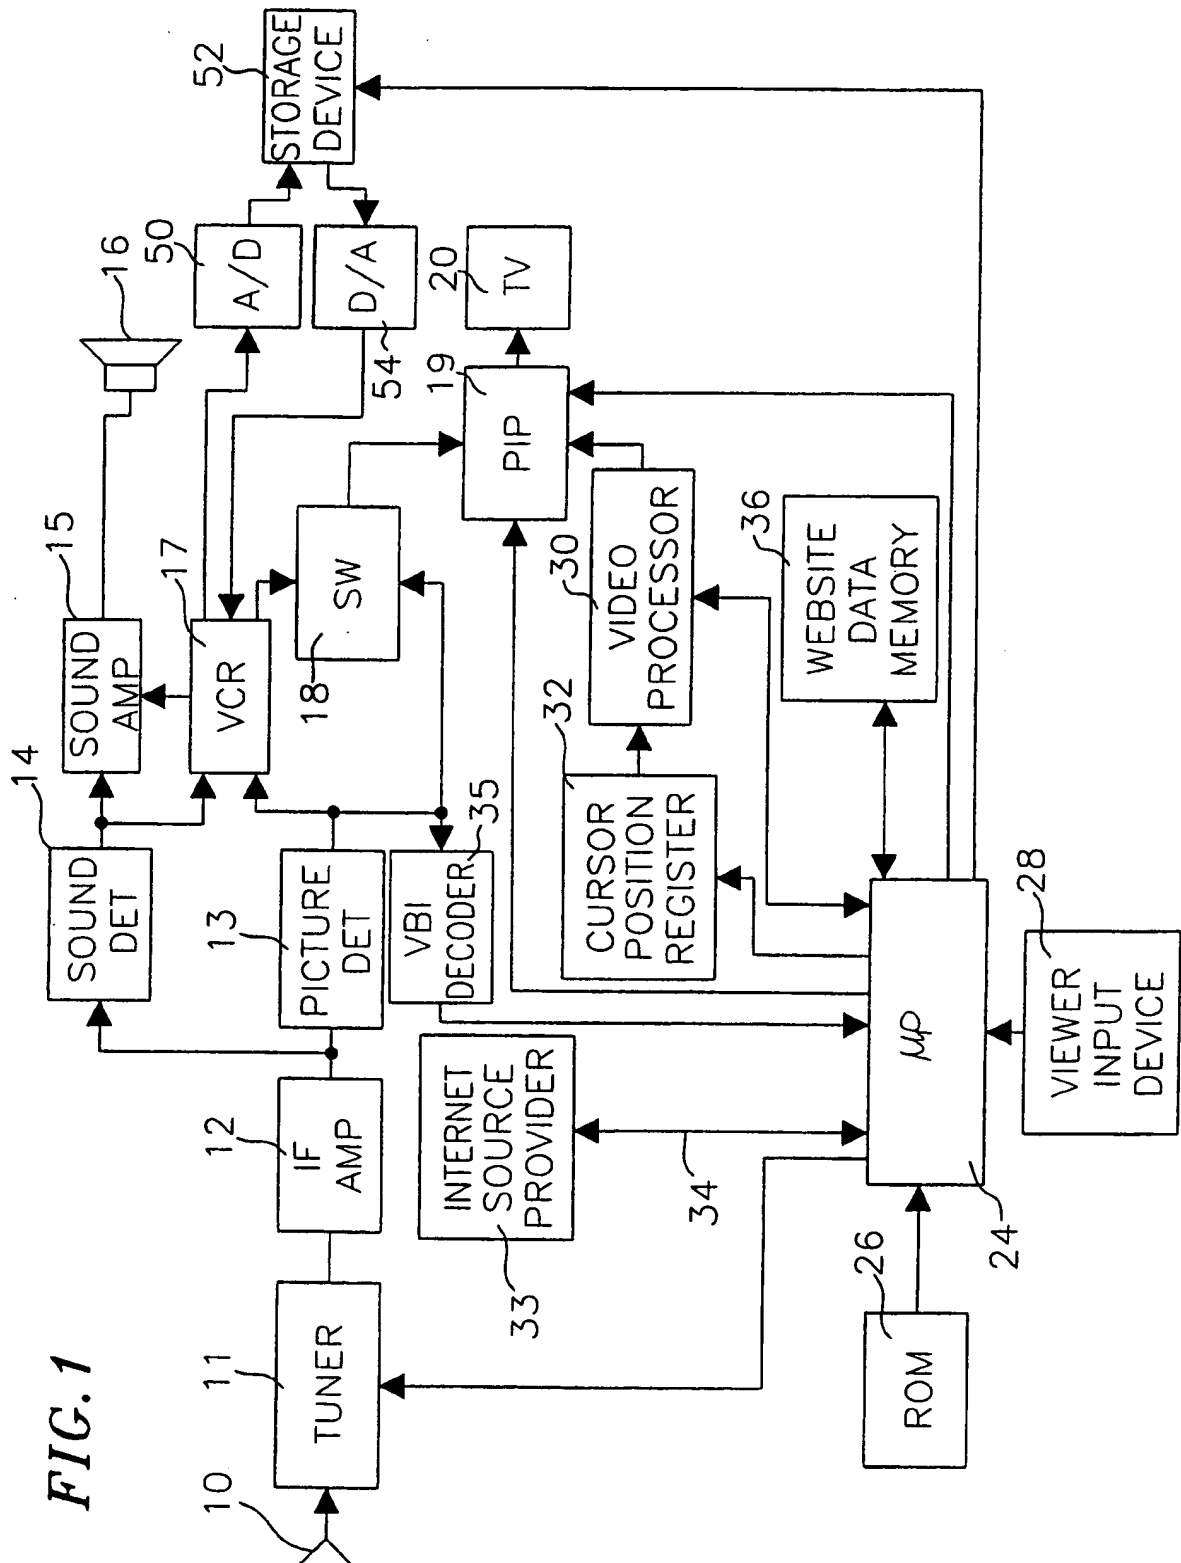 FIG.1
10
11
TUNER
12
IF
AMP
13
PICTURE
DET
14
SOUND
DET
15
SOUND
AMP
16
17
VCR
18
SW
50
A/D
52
STORAGE
DEVICE
D/A
54
19
PIP
20
TV
VBI
DECODER
35
INTERNET
SOURCE
PROVIDER
33
34
32
CURSOR
POSITION
REGISTER
30
VIDEO
PROCESSOR
36
WEBSITE
DATA
MEMORY
26
ROM
24
μP
28
VIEWER
INPUT
DEVICE